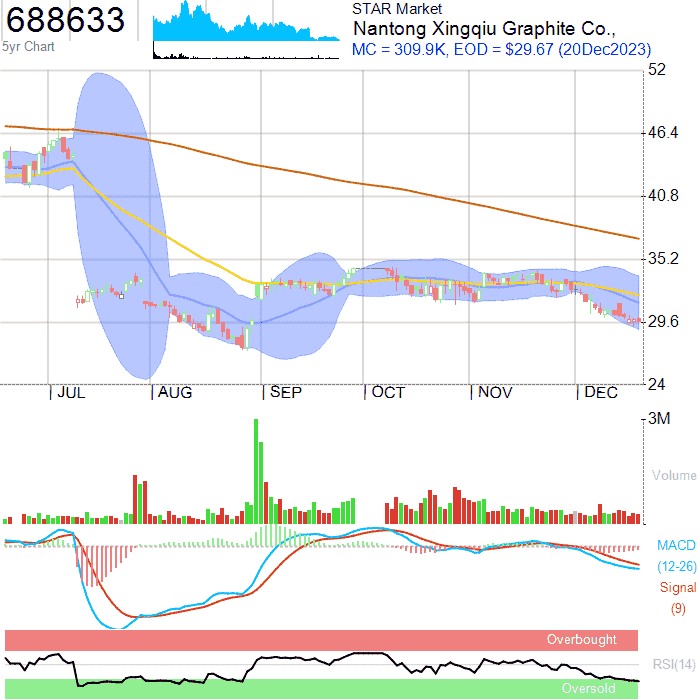 688633
5yr Chart
STAR Market
Nantong Xingqiu Graphite Co.,
MC = 309.9K, EOD = $29.67 (20Dec2023)
52
46.4
40.8
35.2
29.6
24
JUL AUG SEP OCT NOV DEC
3M
Volume
MACD
(12-26)
Signal
(9)
Overbought
RSI(14)
Oversold